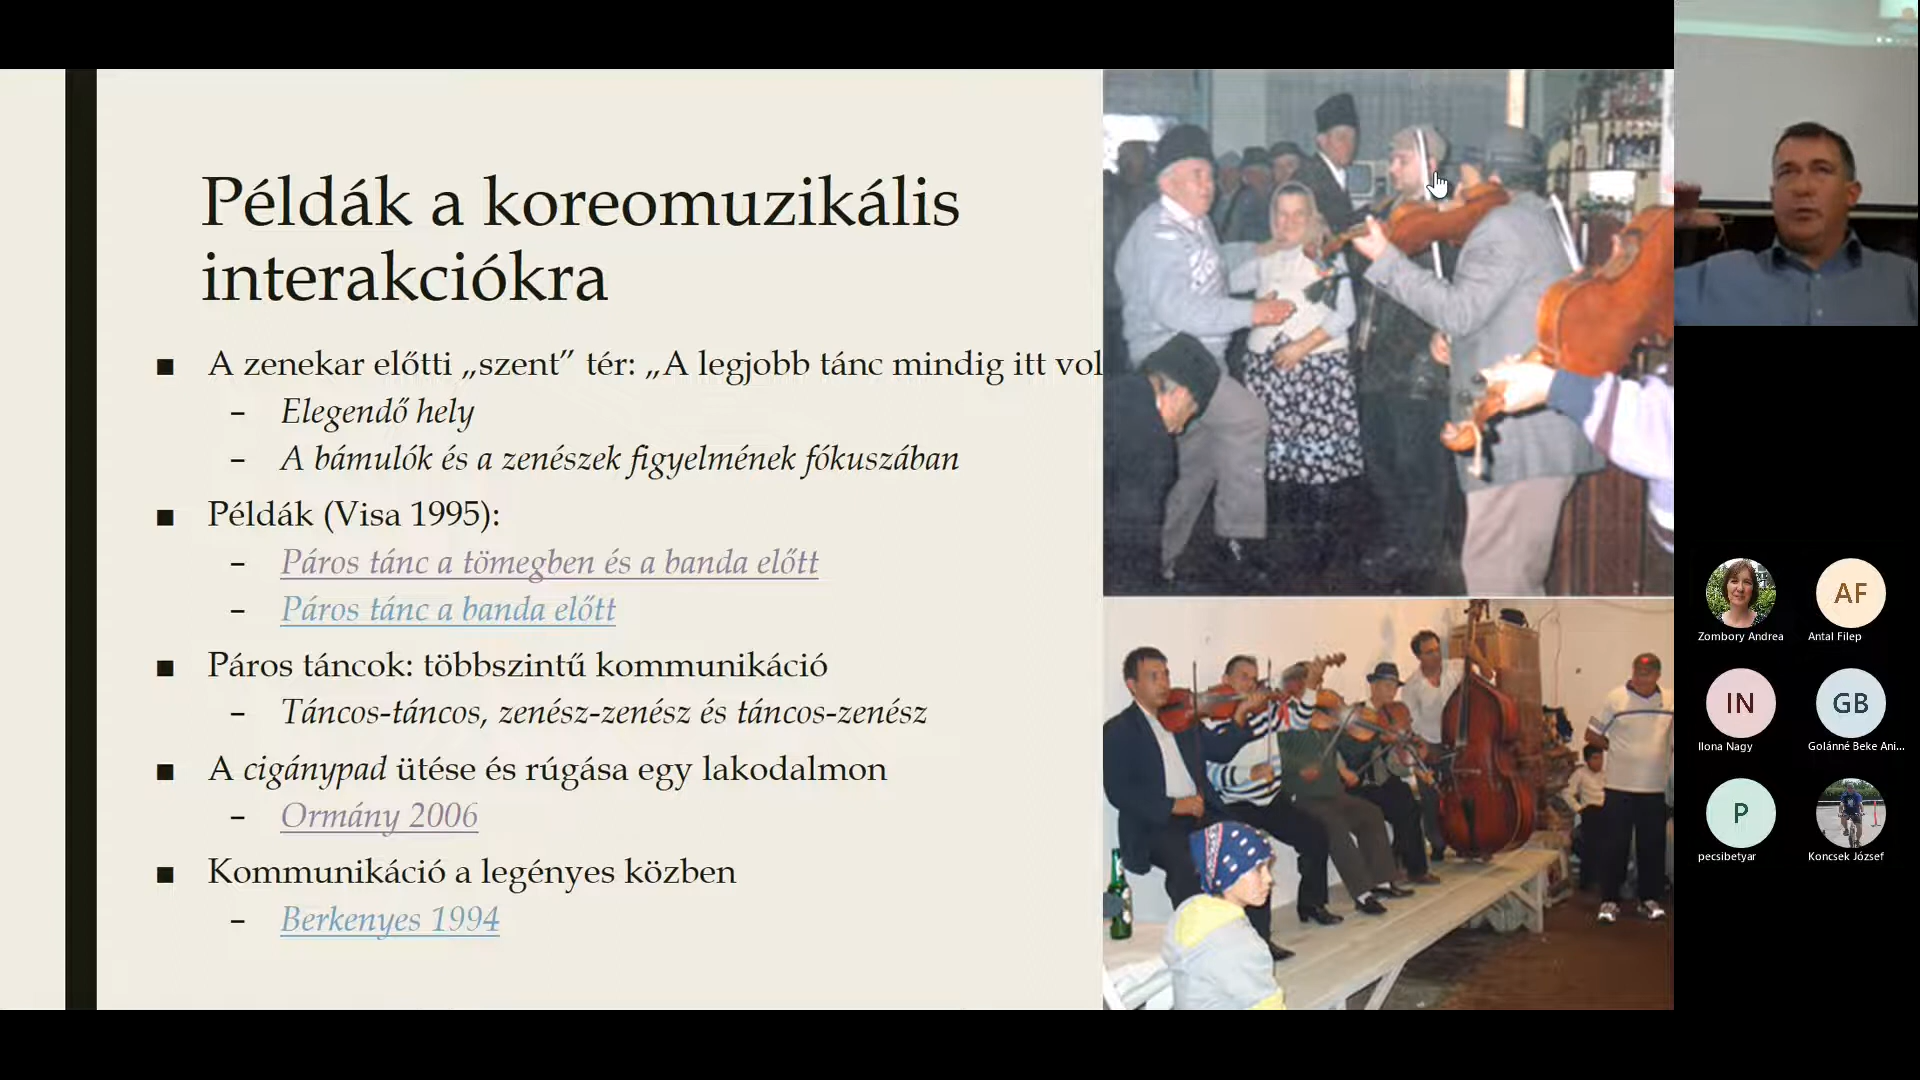 Példák a koreomuzikális
interakciókra
■ A zenekar előtti „szent” tér: „A legjobb tánc mindig itt vol
– Elegendő hely
– A bámulók és a zenészek figyelmének fókuszában
■ Példák (Visa 1995):
– Páros tánc a tömegben és a banda előtt
– Páros tánc a banda előtt
■ Páros táncok: többszintű kommunikáció
– Táncos-táncos, zenész-zenész és táncos-zenész
■ A cigánypad ütése és rúgása egy lakodalmon
– Ormány 2006
■ Kommunikáció a legényes közben
– Berkenyes 1994
Zombory Andrea
AF
Antal Filep
IN
Ilona Nagy
GB
Golánné Beke Ani...
P
pecsibetyar
Koncsek József